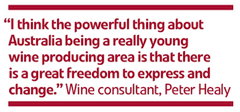 “I think the powerful thing about
Australia being a really young
wine producing area is that there
is a great freedom to express and
change.” Wine consultant, Peter Healy